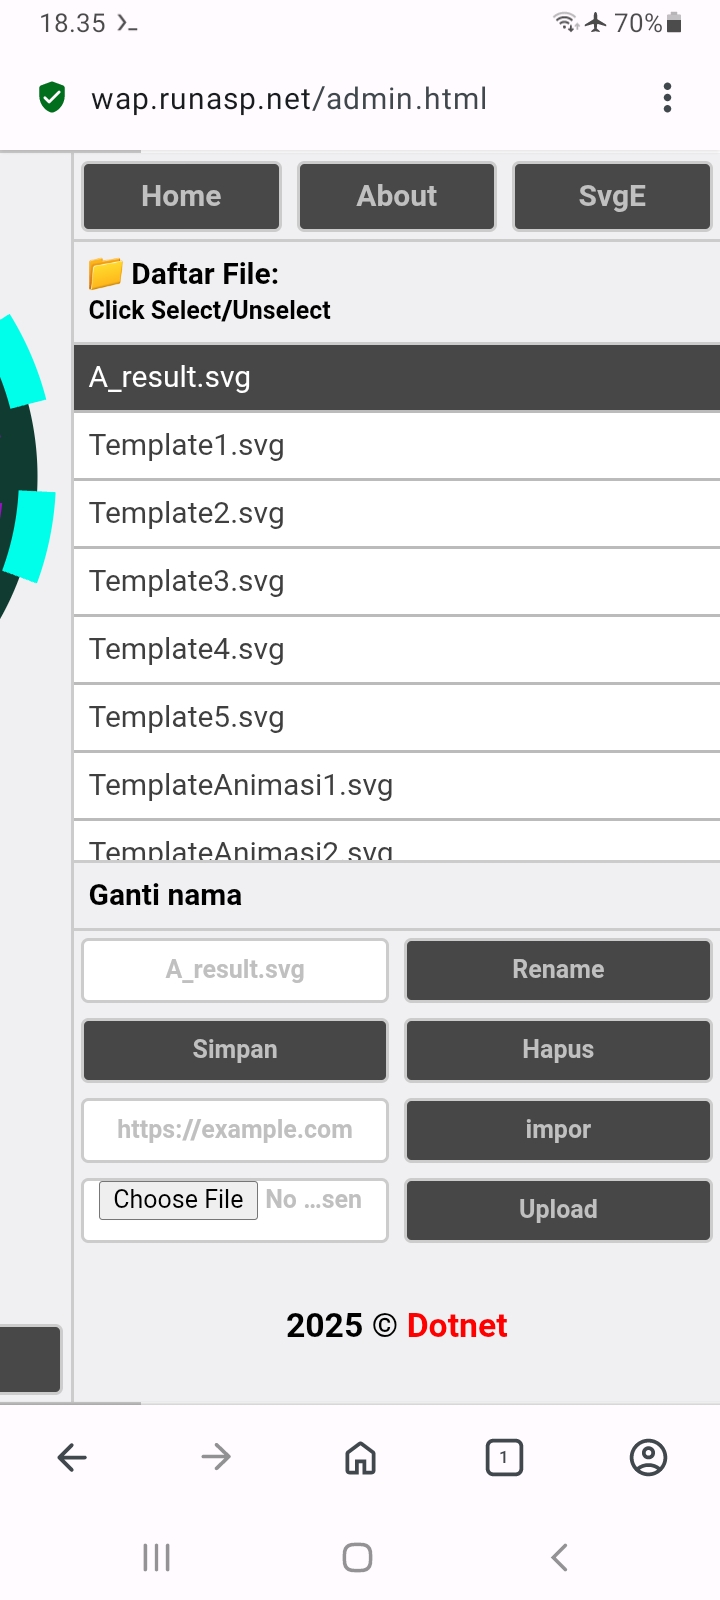 18.35
70%
wap.runasp.net/admin.html
Home About SvgE
📁 Daftar File:
Click Select/Unselect
A_result.svg
Template1.svg
Template2.svg
Template3.svg
Template4.svg
Template5.svg
TemplateAnimasi1.svg
TemplateAnimasi2.svg
Ganti nama
A_result.svg Rename
Simpan Hapus
https://example.com impor
Choose File No ...sen Upload
2025 © Dotnet
1